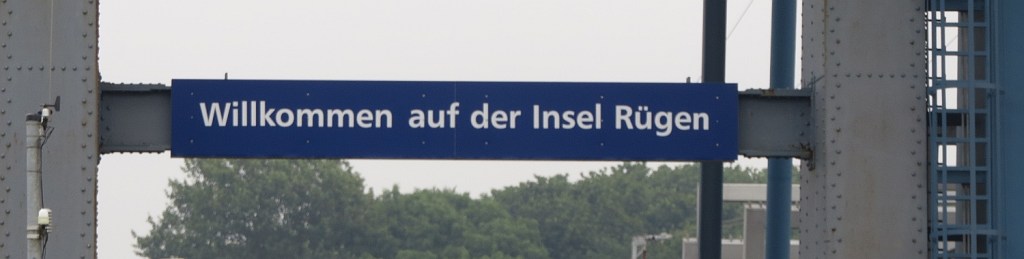 Willkommen auf der Insel Rügen